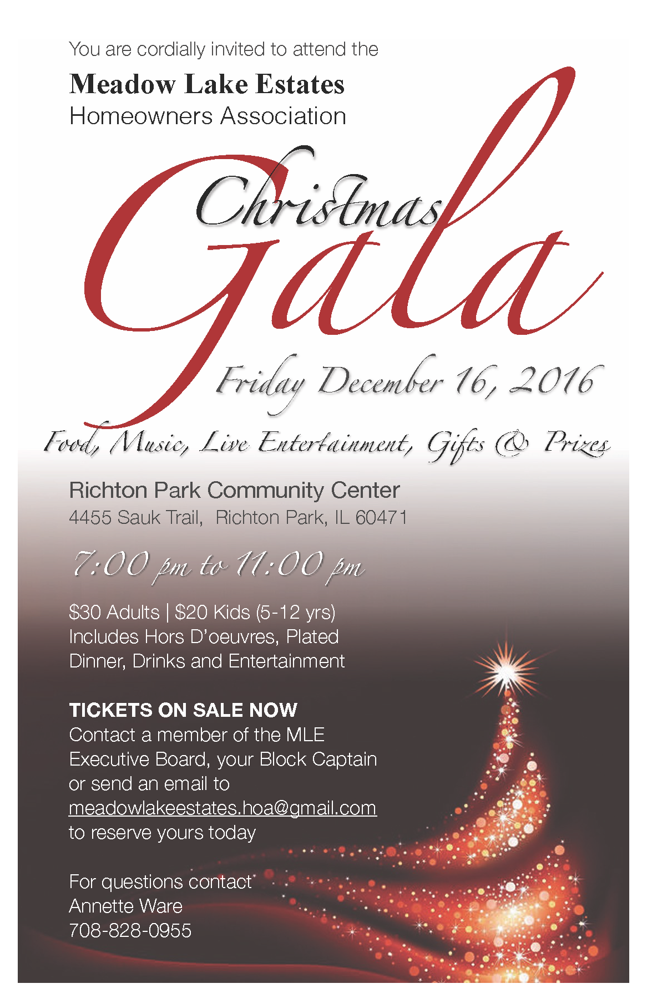 You are cordially invited to attend the
Meadow Lake Estates
Homeowners Association
Christmas
Gala
Friday December 16, 2016
Food, Music, Live Entertainment, Gifts & Prizes
Richton Park Community Center
4455 Sauk Trail, Richton Park, IL 60471
7:00 pm to 11:00 pm
$30 Adults | $20 Kids (5-12 yrs)
Includes Hors D’oeuvres, Plated
Dinner, Drinks and Entertainment
TICKETS ON SALE NOW
Contact a member of the MLE
Executive Board, your Block Captain
or send an email to
meadowlakeestates.hoa@gmail.com
to reserve yours today
For questions contact
Annette Ware
708-828-0955